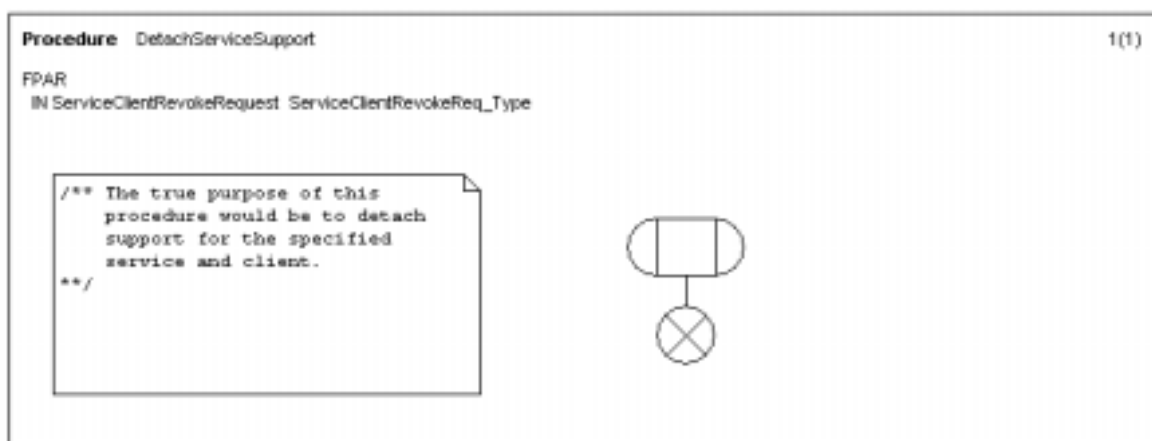 Procedure DetachServiceSupport 1(1)
FPAR
IN ServiceClientRevokeRequest ServiceClientRevokeReq_Type
/** The true purpose of this
procedure would be to detach
support for the specified
service and client.
**/